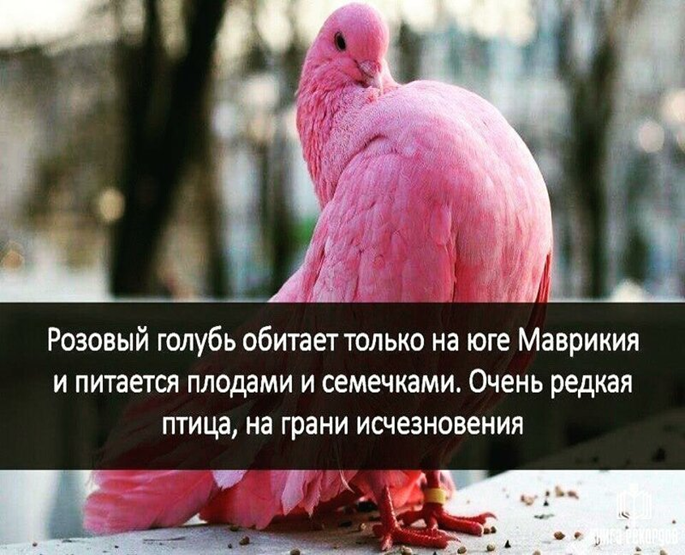 Розовый голубь обитает только на юге Маврикия
и питается плодами и семечками. Очень редкая
птица, на грани исчезновения